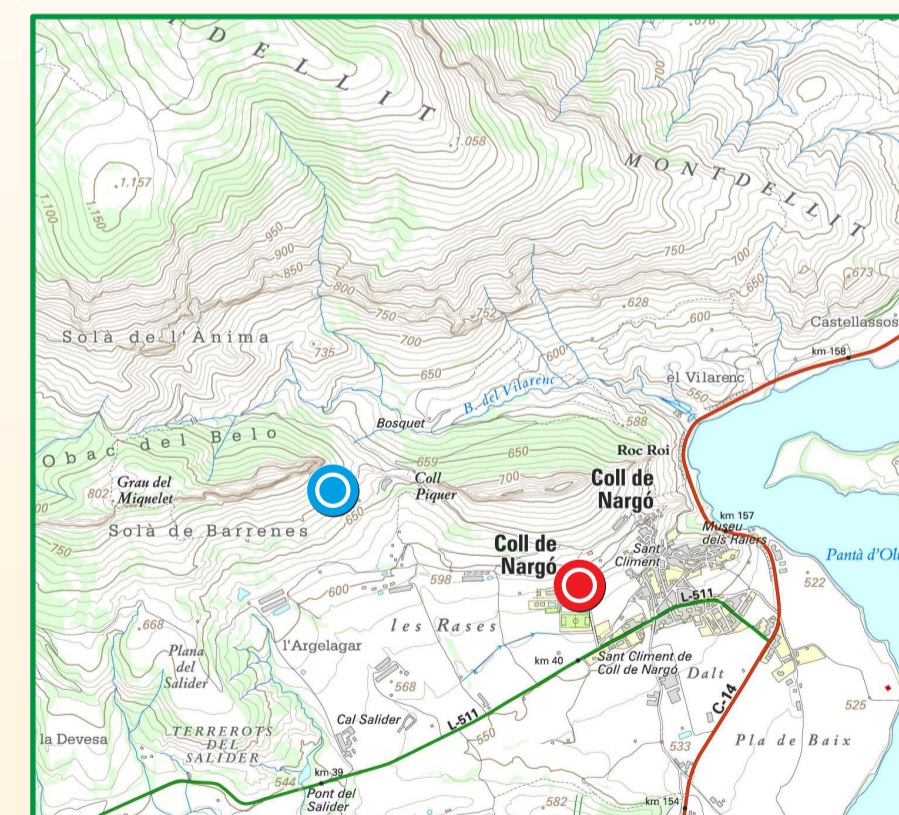 DELLIT
700
1.058
MONTDELLIT
1.157
1.150
1.100
950
900
850
800
750
752
700
750
700
650
673
628
600
Castellassos
Solà de l'Ànima
735
700
650
600
km 158
el Vilarenc
550
B. del Vilarenc
Bosquet
588
Obac del Belo
659
650
Roc Roi
Coll
Piquer
700
Coll de
Nargó
Grau del
Miquelet
802
650
Solà de Barrenes
750
km 157
Museu
dels Raiers
Coll de
Nargó
Sant
Climent
Pantà d'Oli
598
600
522
L-511
668
les Rases
l'Argelagar
Plana
del
Salider
km 40
Sant Climent de
Coll de Nargó
Dalt
568
C-14
525
Cal Salider
L-511
550
la Devesa
TERREROTS
DEL
SALIDER
533
Pla de Baix
km 39
544
Pont del
Salider
582
km 154